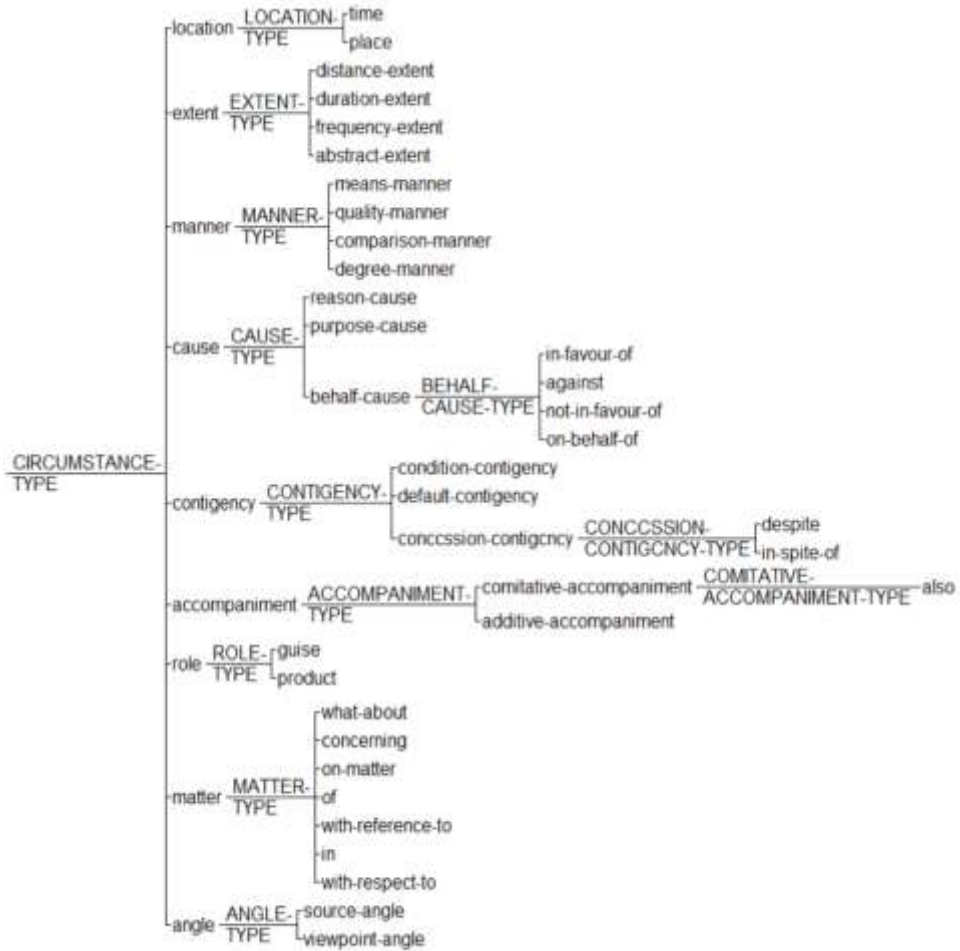 location LOCATION-TYPE time
place
extent EXTENT-TYPE distance-extent
duration-extent
frequency-extent
abstract-extent
manner MANNER-TYPE means-manner
quality-manner
comparison-manner
degree-manner
cause CAUSE-TYPE reason-cause
purpose-cause
behalf-cause BEHALF-CAUSE-TYPE in-favour-of
against
not-in-favour-of
on-behalf-of
CIRCUMSTANCE-TYPE
contigency CONTIGENCY-TYPE condition-contigency
default-contigency
conccssion-contigcncy CONCCSSION-CONTIGCNCY-TYPE despite
in-spite-of
accompaniment ACCOMPANIMENT-TYPE comitative-accompaniment COMITATIVE-ACCOMPANIMENT-TYPE also
additive-accompaniment
role ROLE-TYPE guise
product
matter MATTER-TYPE what-about
concerning
on-matter
of
with-reference-to
in
with-respect-to
angle ANGLE-TYPE source-angle
viewpoint-angle